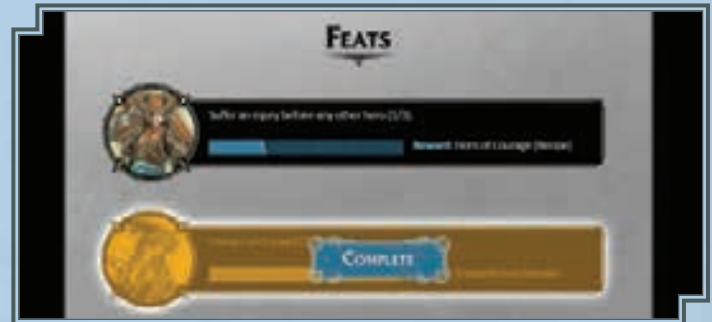 FEATS
Suffer an injury before any other hero (1/3).
Reward: Horn of Courage (Recipe)
COMPLETE